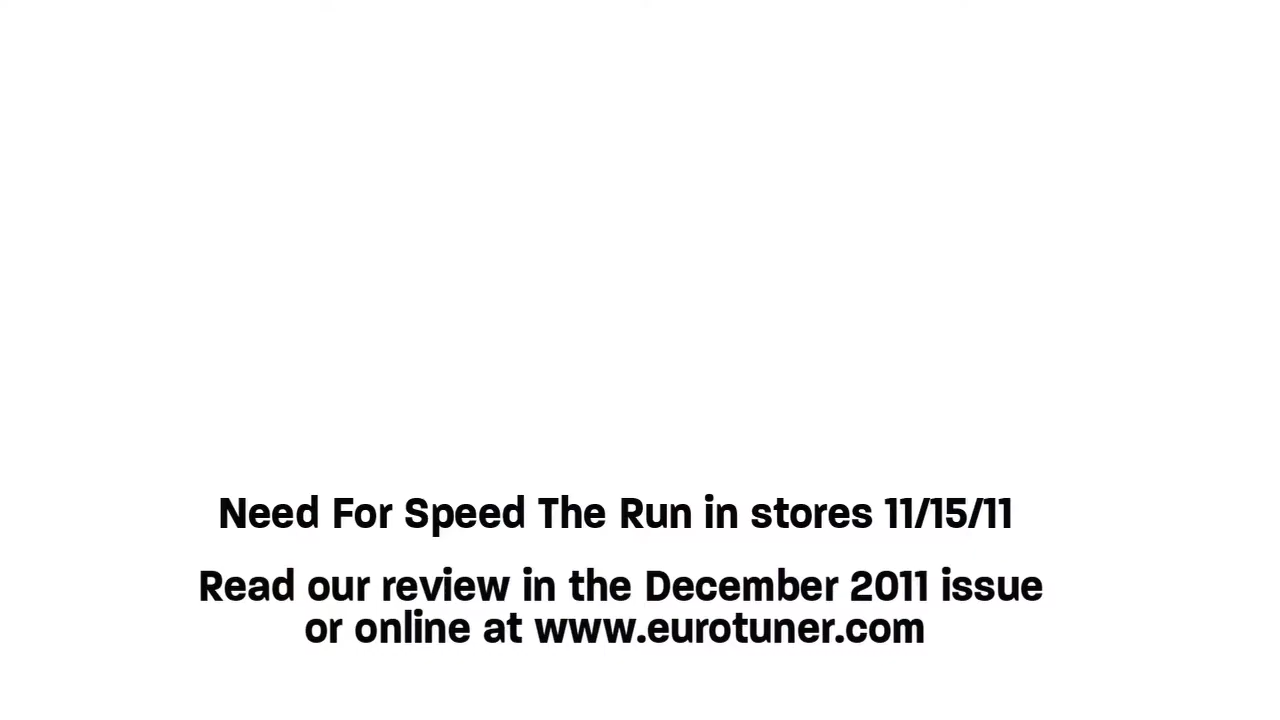 Need For Speed The Run in stores 11/15/11
Read our review in the December 2011 issue
or online at www.eurotuner.com